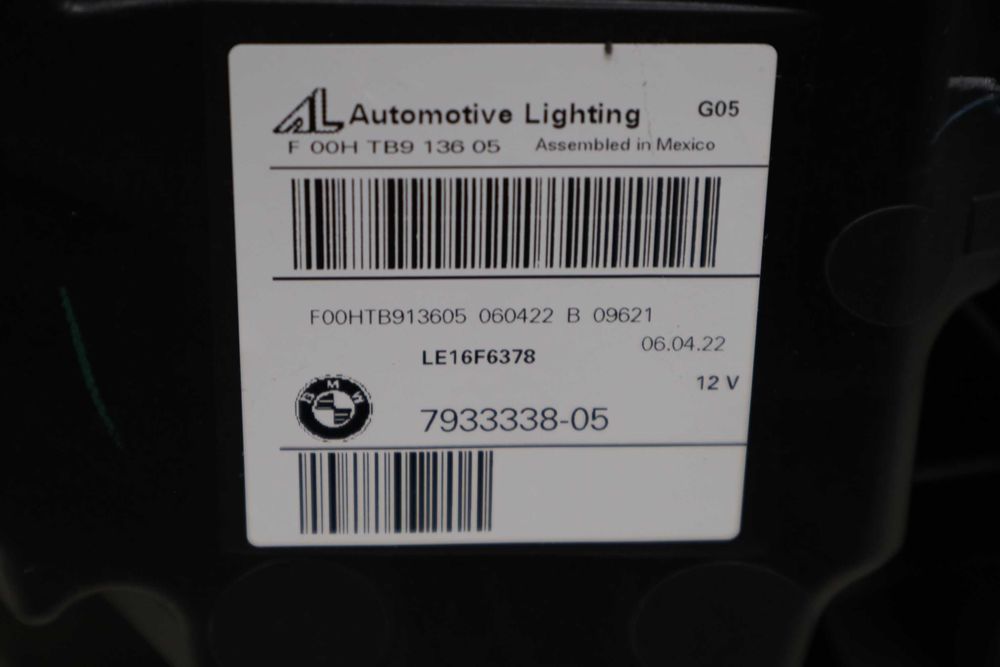 AL Automotive Lighting G05
F 00H TB9 136 05 Assembled in Mexico
F00HTB913605 060422 B 09621
06.04.22
LE16F6378
12 V
BMW
7933338-05